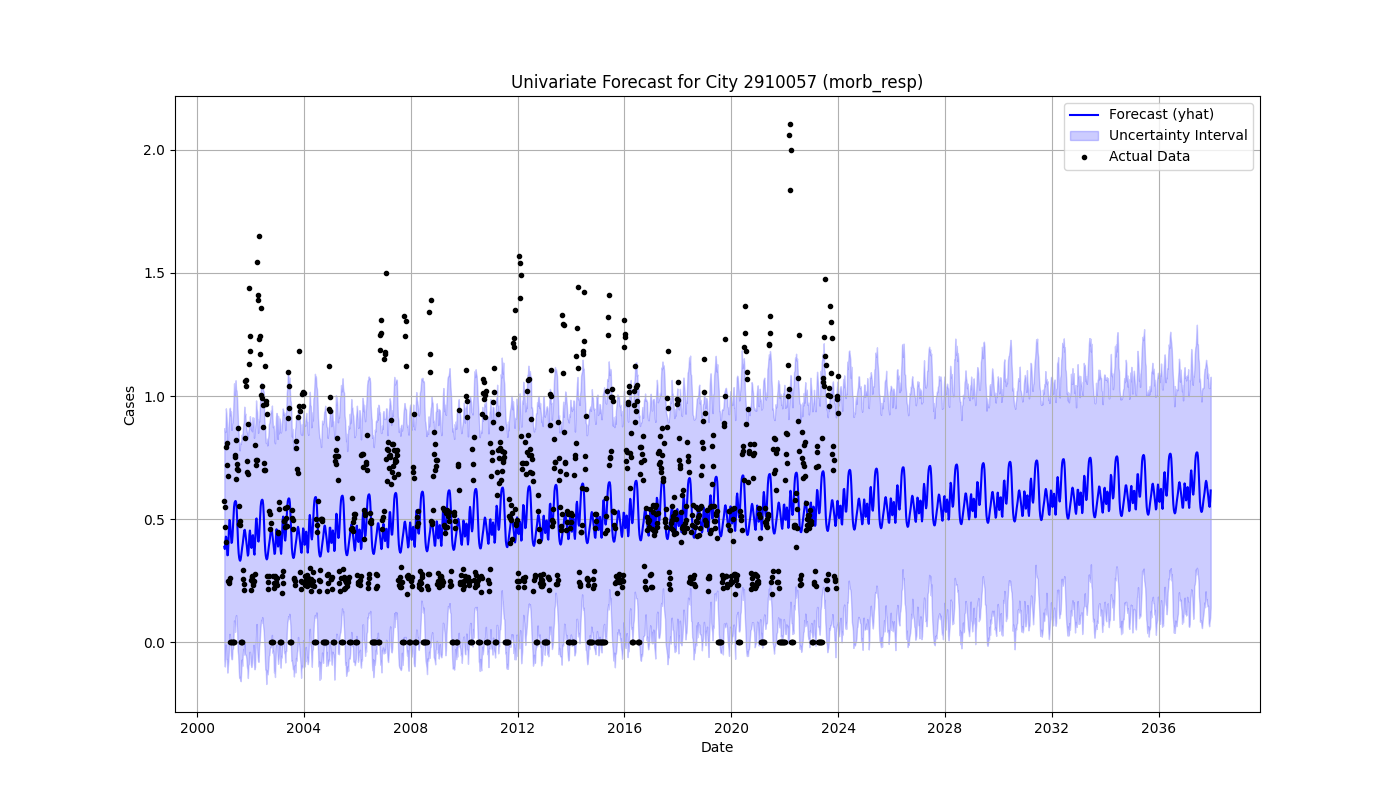 Univariate Forecast for City 2910057 (morb_resp)
Forecast (yhat)
Uncertainty Interval
Actual Data
2.0
1.5
1.0
0.5
0.0
Cases
2000 2004 2008 2012 2016 2020 2024 2028 2032 2036
Date